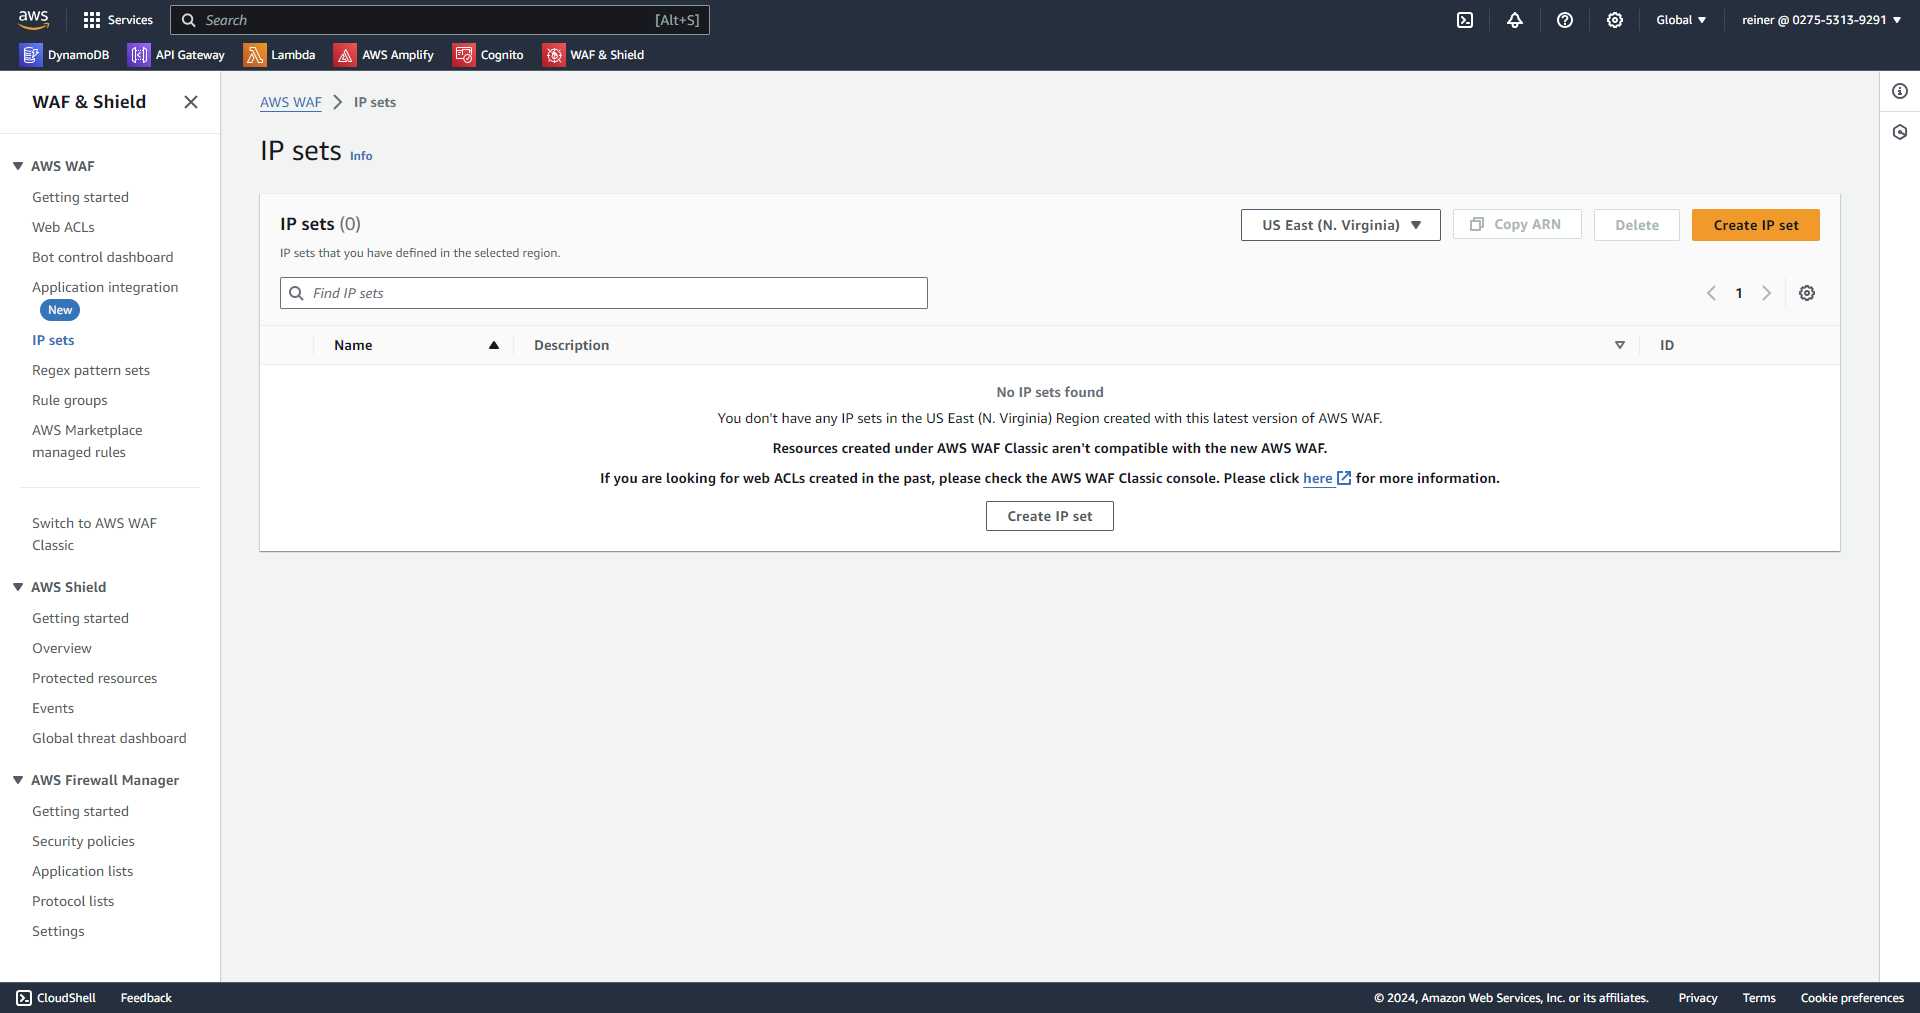 aws
Services
Search
[Alt+S]
Global
reiner @ 0275-5313-9291
DynamoDB
API Gateway
Lambda
AWS Amplify
Cognito
WAF & Shield
WAF & Shield
AWS WAF
Getting started
Web ACLs
Bot control dashboard
Application integration
New
IP sets
Regex pattern sets
Rule groups
AWS Marketplace
managed rules
Switch to AWS WAF
Classic
AWS Shield
Getting started
Overview
Protected resources
Events
Global threat dashboard
AWS Firewall Manager
Getting started
Security policies
Application lists
Protocol lists
Settings
AWS WAF
IP sets
IP sets Info
IP sets (0)
IP sets that you have defined in the selected region.
US East (N. Virginia)
Copy ARN
Delete
Create IP set
Find IP sets
1
Name
Description
ID
No IP sets found
You don't have any IP sets in the US East (N. Virginia) Region created with this latest version of AWS WAF.
Resources created under AWS WAF Classic aren't compatible with the new AWS WAF.
If you are looking for web ACLs created in the past, please check the AWS WAF Classic console. Please click here for more information.
Create IP set
CloudShell
Feedback
© 2024, Amazon Web Services, Inc. or its affiliates.
Privacy
Terms
Cookie preferences